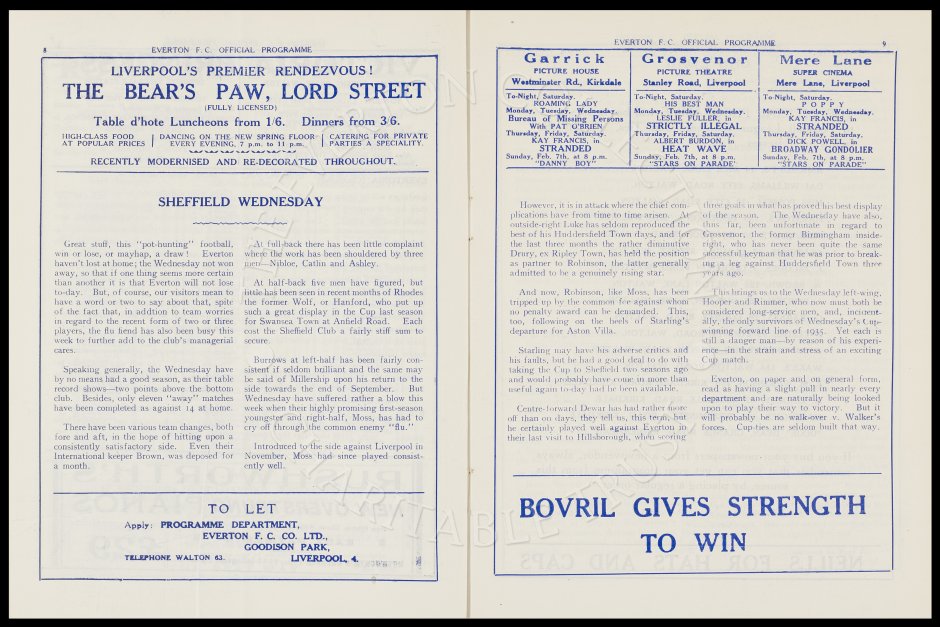 8
EVERTON F. C. OFFICIAL PROGRAMME
LIVERPOOL'S PREMiER RENDEZVOUS!
THE BEAR'S PAW, LORD STREET
(FULLY LICENSED)
Table d'hote Luncheons from 1/6. Dinners from 3/6.
HIGH-CLASS FOOD
AT POPULAR PRICES
DANCING ON THE NEW SPRING FLOOR
EVERY EVENING, 7 p.m. to 11 p.m.
CATERING FOR PRIVATE
PARTIES A SPECIALITY.
RECENTLY MODERNISED AND RE-DECORATED THROUGHOUT.
SHEFFIELD WEDNESDAY
Great stuff, this "pot-hunting" football,
win or lose, or mayhap, a draw! Everton
haven't lost at home; the Wednesday not won
away, so that if one thing seems more certain
than another it is that Everton will not lose
to-day. But, of course, our visitors mean to
have a word or two to say about that, spite
of the fact that, in addtion to team worries
in regard to the recent form of two or three
players, the flu fiend has also been busy this
week to further add to the club's managerial
cares.
Speaking generally, the Wednesday have
by no means had a good season, as their table
record shows—two points above the bottom
club. Besides, only eleven "away" matches
have been completed as against 14 at home.
There have been various team changes, both
fore and aft, in the hope of hitting upon a
consistently satisfactory side. Even their
International keeper Brown, was deposed for
a month.
At full-back there has been little complaint
where the work has been shouldered by three
men—Nibloe, Catlin and Ashley.
At half-back five men have figured, but
little has been seen in recent months of Rhodes
the former Wolf, or Hanford, who put up
such a great display in the Cup last season
for Swansea Town at Anfield Road. Each
cost the Sheffield Club a fairly stiff sum to
secure.
Burrows at left-half has been fairly con-
sistent if seldom brilliant and the same may
be said of Millership upon his return to the
side towards the end of September. But
Wednesday have suffered rather a blow this
week when their highly promising first-season
youngster and right-half, Moss, has had to
cry off through the common enemy "flu."
Introduced to the side against Liverpool in
November, Moss had since played consist-
ently well.
TO LET
Apply: PROGRAMME DEPARTMENT,
EVERTON F. C. CO. LTD.,
GOODISON PARK,
TELEPHONE WALTON 63. LIVERPOOL, 4.
EVERTON F. C. OFFICIAL PROGRAMME
9
Garrick
PICTURE HOUSE
Westminster Rd., Kirkdale
To-Night, Saturday.
ROAMING LADY
Monday, Tuesday, Wednesday.
Bureau of Missing Persons
With PAT O'BRIEN.
Thursday, Friday, Saturday.
KAY FRANCIS, in
STRANDED
Sunday, Feb. 7th, at 8 p.m.
"DANNY BOY"
Grosvenor
PICTURE THEATRE
Stanley Road, Liverpool
To-Night, Saturday.
HIS BEST MAN
Monday, Tuesday, Wednesday.
LESLIE FULLER, in
STRICTLY ILLEGAL
Thursday, Friday, Saturday.
ALBERT BURDON, in
HEAT WAVE
Sunday, Feb. 7th, at 8 p.m.
"STARS ON PARADE"
Mere Lane
SUPER CINEMA
Mere Lane, Liverpool
To-Night, Saturday.
POPPY
Monday, Tuesday, Wednesday.
KAY FRANCIS, in
STRANDED
Thursday, Friday, Saturday.
DICK POWELL, in
BROADWAY GONDOLIER
Sunday, Feb. 7th, at 8 p.m.
"STARS ON PARADE"
However, it is in attack where the chief com-
plications have from time to time arisen. At
outside-right Luke has seldom reproduced the
best of his Huddersfield Town days, and for
the last three months the rather diminutive
Drury, ex Ripley Town, has held the position
as partner to Robinson, the latter generally
admitted to be a genuinely rising star.
And now, Robinson, like Moss, has been
tripped up by the common foe against whom
no penalty award can be demanded. This,
too, following on the heels of Starling's
departure for Aston Villa.
Starling may have his adverse critics and
his faults, but he had a good deal to do with
taking the Cup to Sheffield two seasons ago
and would probably have come in more than
useful again to-day had he been available.
Centre-forward Dewar has had rather more
off than on days, they tell us, this team, but
he certainly played well against Everton in
their last visit to Hillsborough, when scoring
three goals in what has proved his best display
of the season. The Wednesday have also,
thus far, been unfortunate in regard to
Grosvenor, the former Birmingham inside-
right, who has never been quite the same
successful keyman that he was prior to break-
ing a leg against Huddersfield Town three
years ago.
This brings us to the Wednesday left-wing,
Hooper and Rimmer, who now must both be
considered long-service men, and, incident-
ally, the only survivors of Wednesday's Cup-
winning forward line of 1935. Yet each is
still a danger man—by reason of his experi-
ence—in the strain and stress of an exciting
Cup match.
Everton, on paper and on general form,
read as having a slight pull in nearly every
department and are naturally being looked
upon to play their way to victory. But it
will probably be no walk-over v. Walker's
forces. Cup-ties are seldom built that way.
BOVRIL GIVES STRENGTH
TO WIN